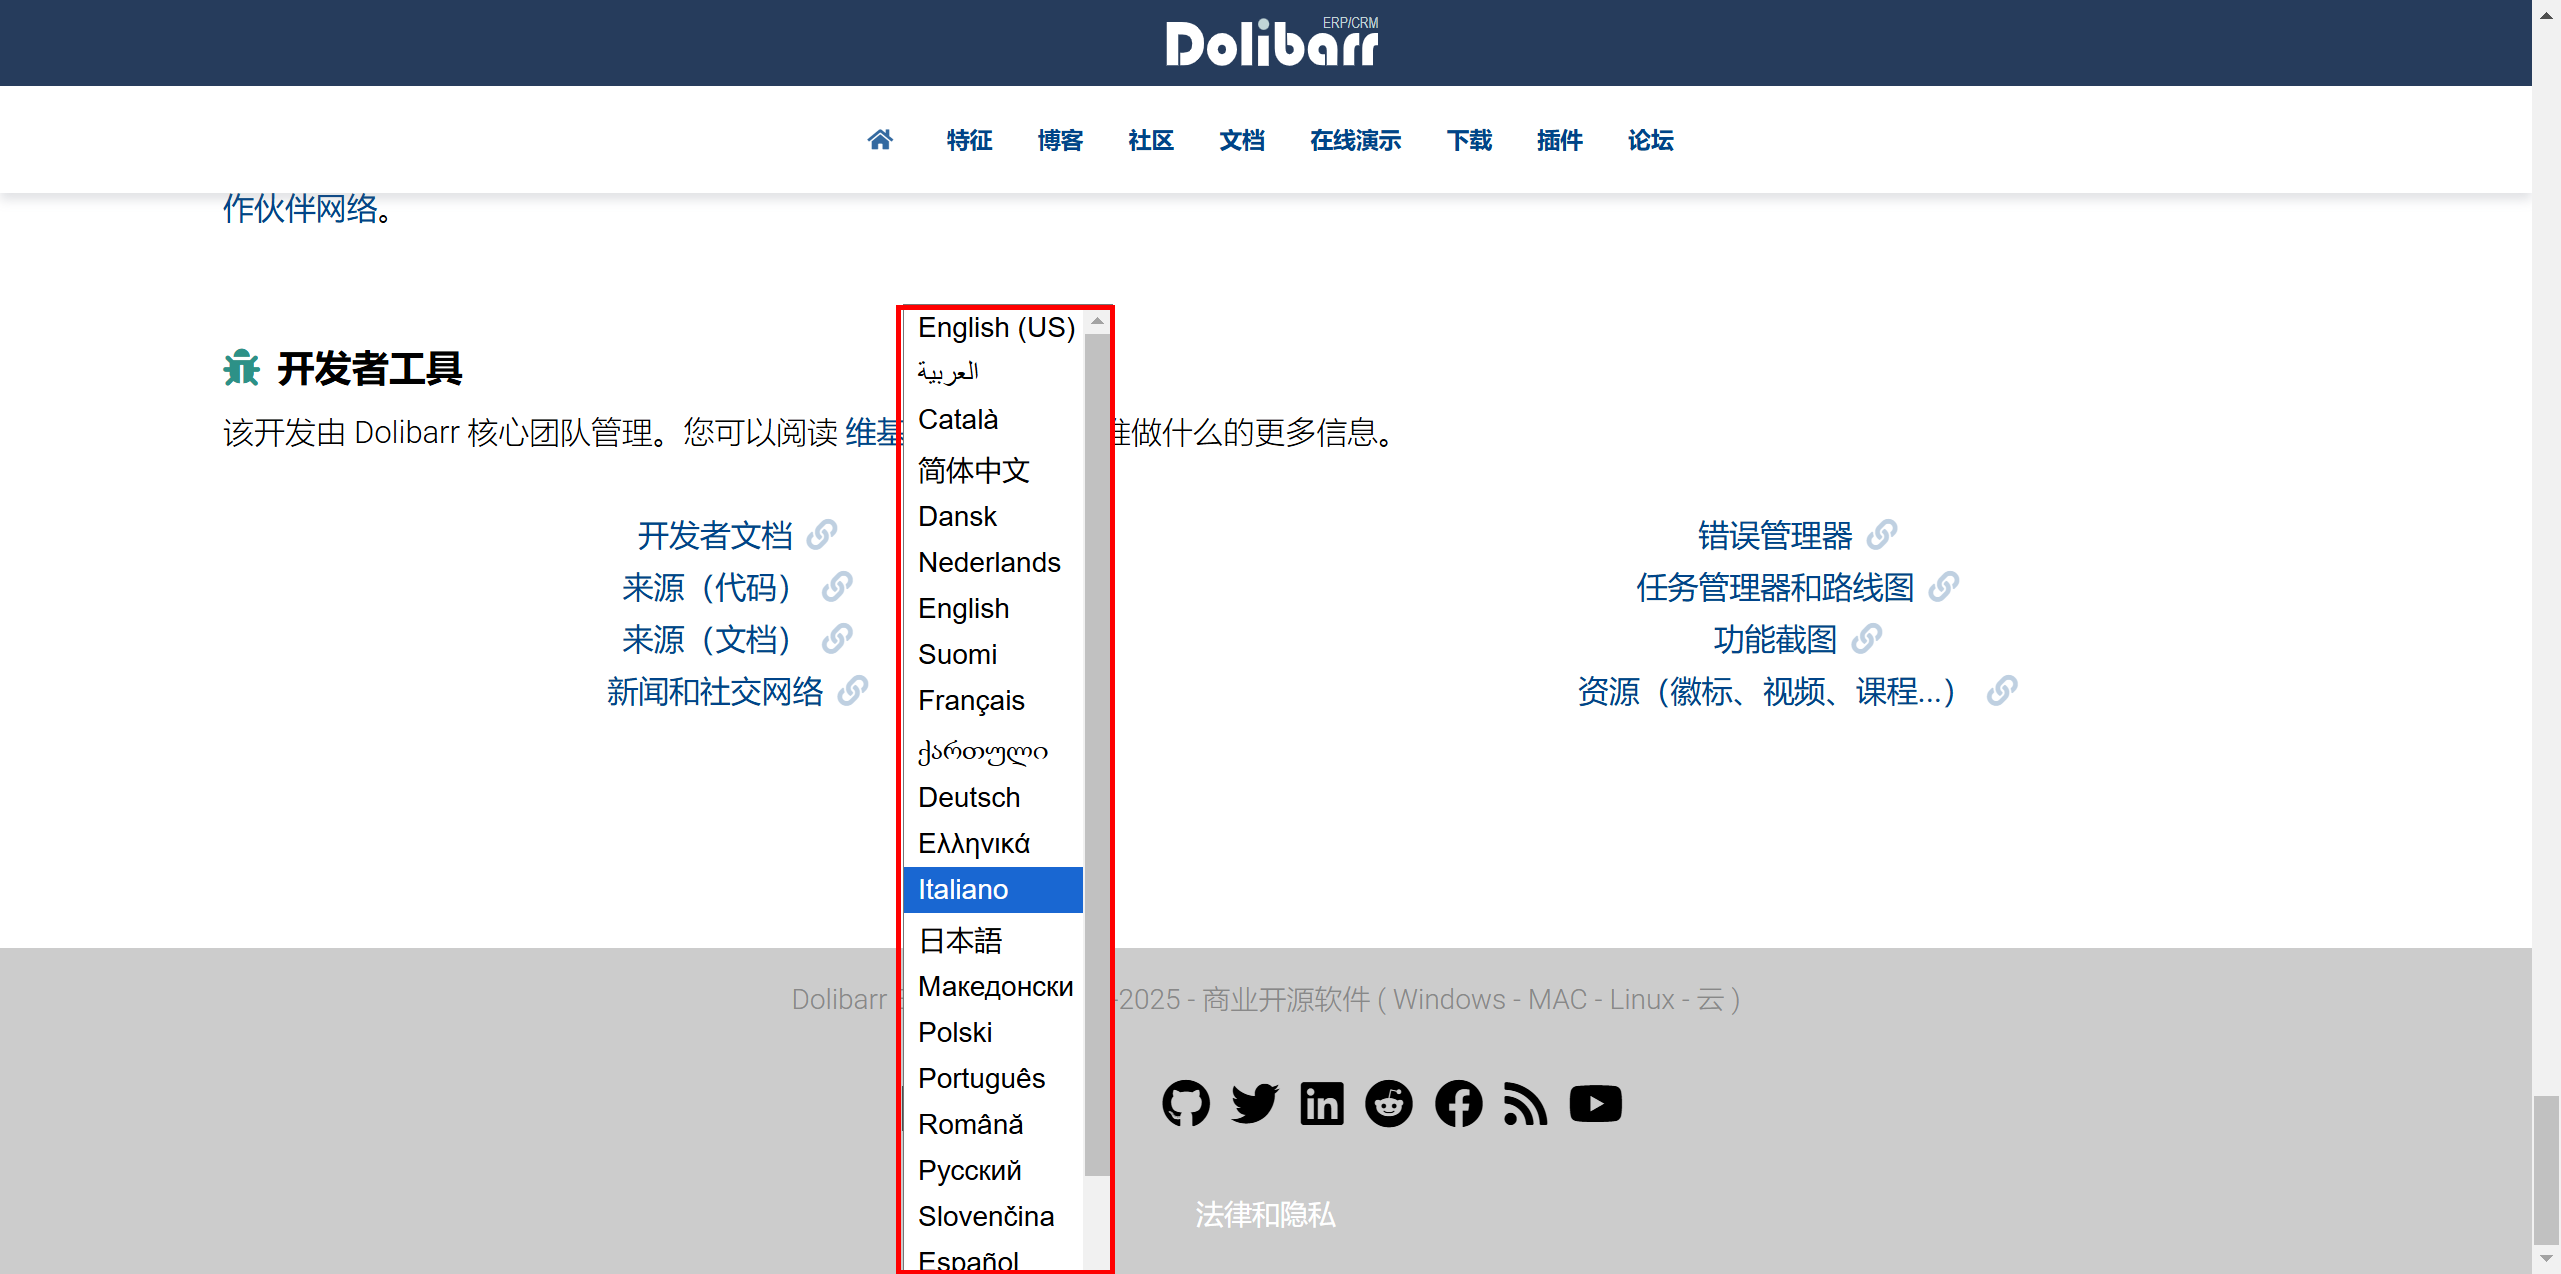 ERP/CRM
Dolibarr
特征 博客 社区 文档 在线演示 下载 插件 论坛
作伙伴网络。
开发者工具
该开发由 Dolibarr 核心团队管理。您可以阅读 维基
做什么的更多信息。
开发者文档
来源（代码）
来源（文档）
新闻和社交网络
错误管理器
任务管理器和路线图
功能截图
资源（徽标、视频、课程...）
English (US)
العربية
Català
简体中文
Dansk
Nederlands
English
Suomi
Français
ქართული
Deutsch
Ελληνικά
Italiano
日本語
Македонски
Polski
Português
Română
Русский
Slovenčina
Español
Dolibarr
-2025 - 商业开源软件 ( Windows - MAC - Linux - 云 )
法律和隐私